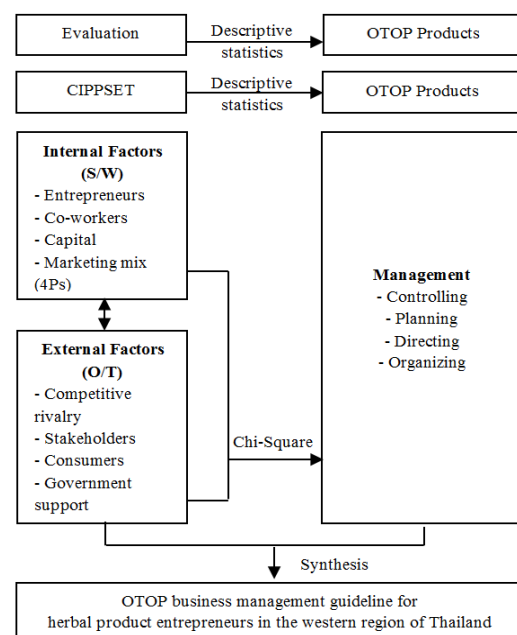 Evaluation
Descriptive
statistics
OTOP Products
CIPPSET
Descriptive
statistics
OTOP Products
Internal Factors
(S/W)
- Entrepreneurs
- Co-workers
- Capital
- Marketing mix
(4Ps)
External Factors
(O/T)
- Competitive
rivalry
- Stakeholders
- Consumers
- Government
support
Chi-Square
Management
- Controlling
- Planning
- Directing
- Organizing
Synthesis
OTOP business management guideline for
herbal product entrepreneurs in the western region of Thailand